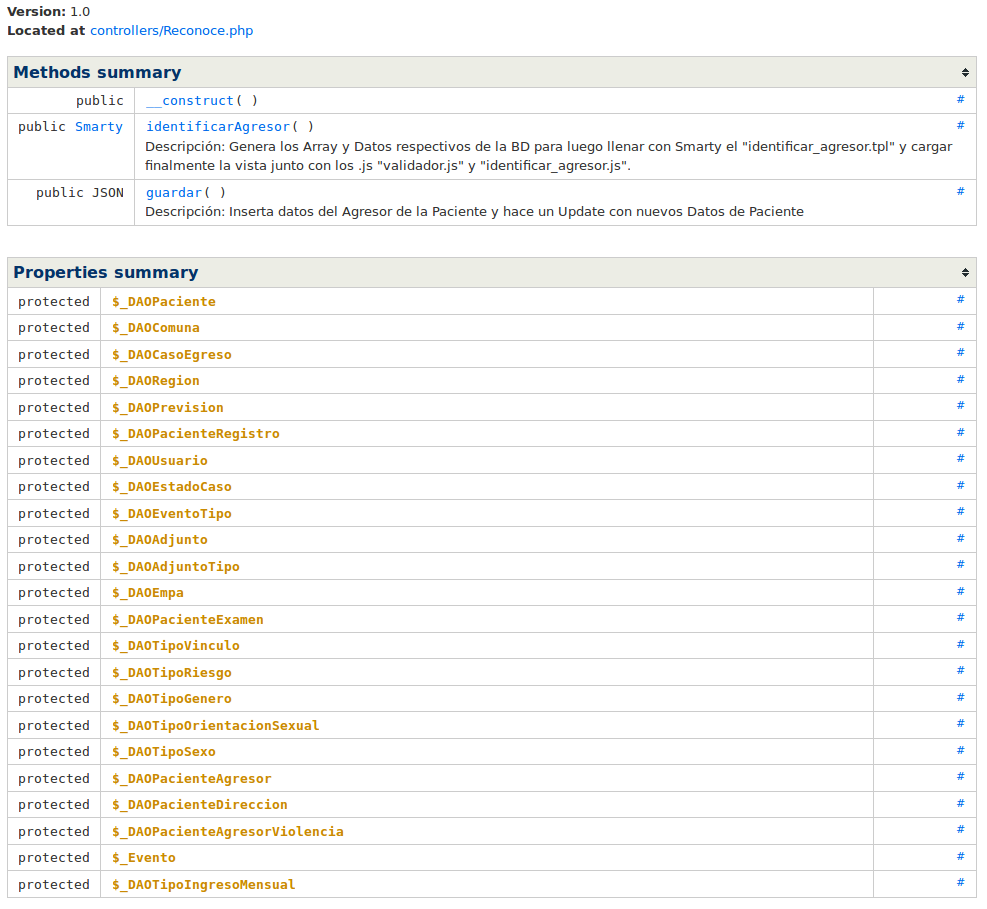 Version: 1.0
Located at controllers/Reconoce.php
Methods summary
public __construct( ) #
public Smarty identificarAgresor( ) #
Descripción: Genera los Array y Datos respectivos de la BD para luego llenar con Smarty el "identificar_agresor.tpl" y cargar
finalmente la vista junto con los .js "validador.js" y "identificar_agresor.js".
public JSON guardar( ) #
Descripción: Inserta datos del Agresor de la Paciente y hace un Update con nuevos Datos de Paciente
Properties summary
protected $_DAOPaciente #
protected $_DAOComuna #
protected $_DAOCasoEgreso #
protected $_DAORegion #
protected $_DAOPrevision #
protected $_DAOPacienteRegistro #
protected $_DAOUsuario #
protected $_DAOEstadoCaso #
protected $_DAOEventoTipo #
protected $_DAOAdjunto #
protected $_DAOAdjuntoTipo #
protected $_DAOEmpa #
protected $_DAOPacienteExamen #
protected $_DAOTipoVinculo #
protected $_DAOTipoRiesgo #
protected $_DAOTipoGenero #
protected $_DAOTipoOrientacionSexual #
protected $_DAOTipoSexo #
protected $_DAOPacienteAgresor #
protected $_DAOPacienteDireccion #
protected $_DAOPacienteAgresorViolencia #
protected $_Evento #
protected $_DAOTipoIngresoMensual #